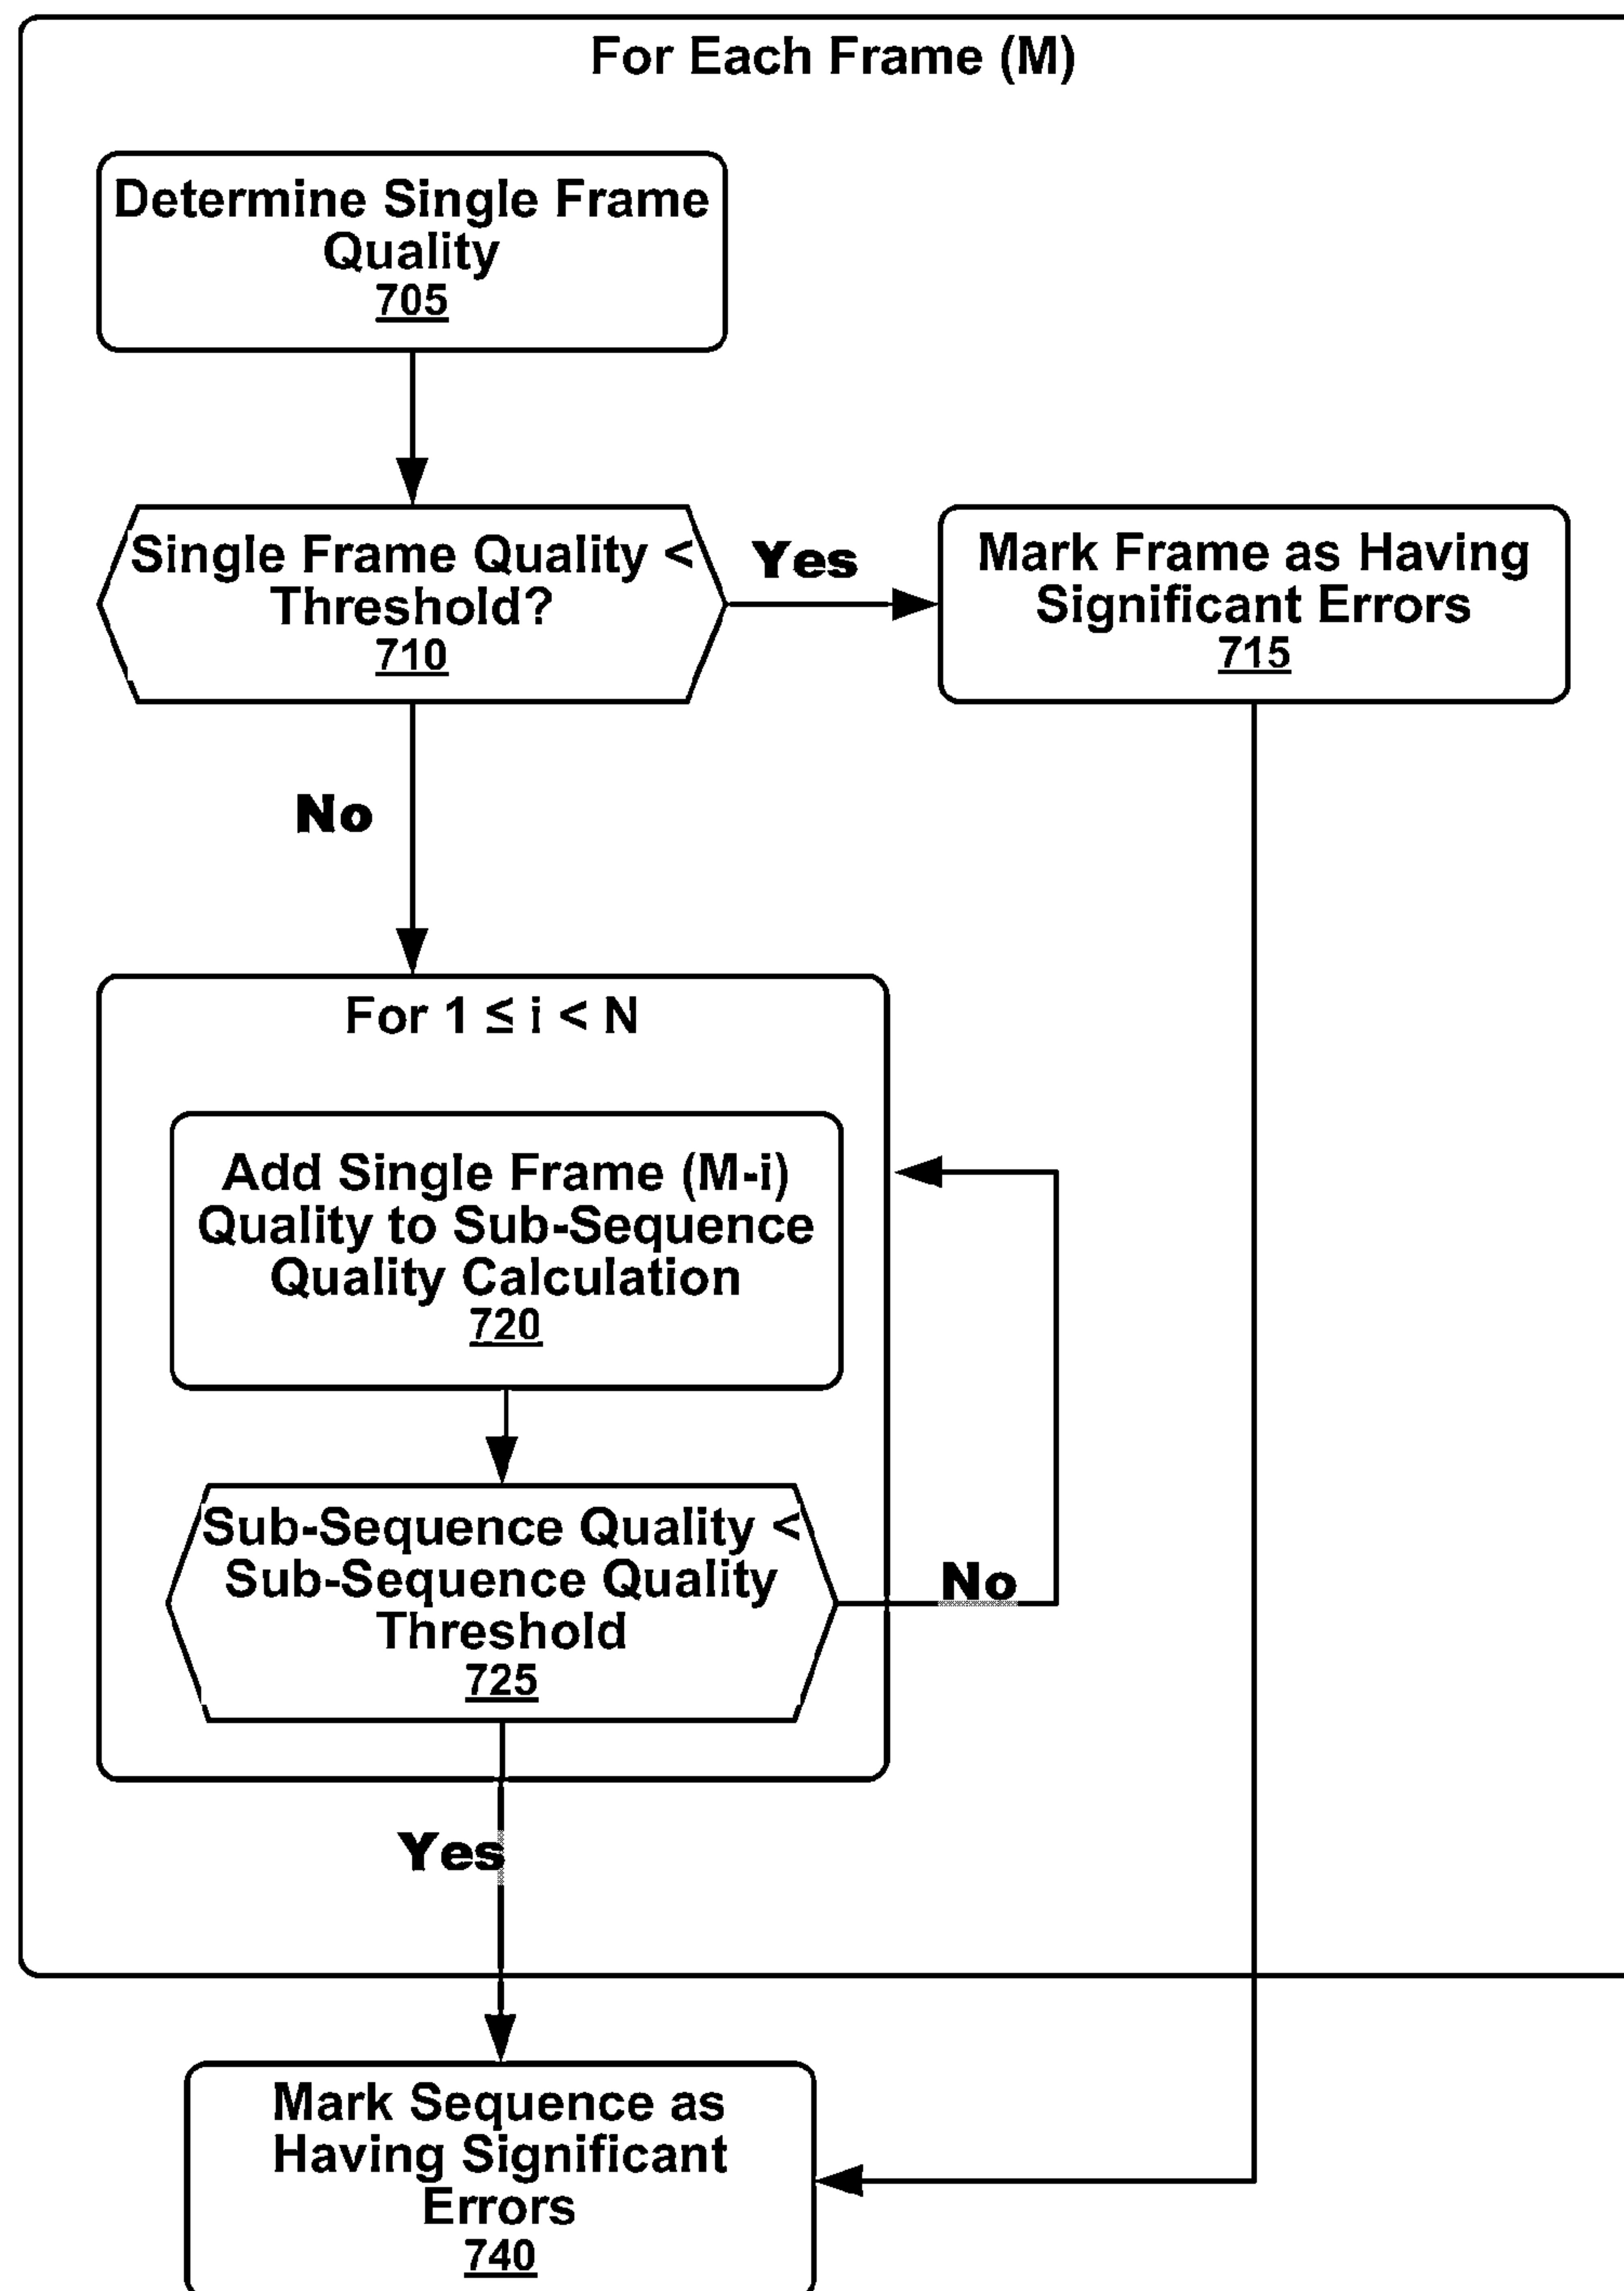 For Each Frame (M)
Determine Single Frame
Quality
705
Single Frame Quality <
Threshold?
710
Yes
Mark Frame as Having
Significant Errors
715
No
For 1 ≤ i < N
Add Single Frame (M-i)
Quality to Sub-Sequence
Quality Calculation
720
Sub-Sequence Quality <
Sub-Sequence Quality
Threshold
725
No
Yes
Mark Sequence as
Having Significant
Errors
740